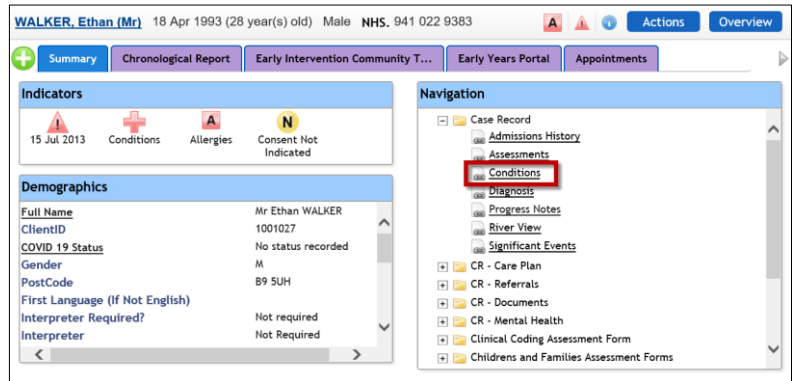 WALKER, Ethan (Mr) 18 Apr 1993 (28 year(s) old) Male NHS. 941 022 9383 A ! i Actions Overview
Summary Chronological Report Early Intervention Community T... Early Years Portal Appointments
Indicators
! + A N
15 Jul 2013 Conditions Allergies Consent Not
Indicated
Demographics
Full Name Mr Ethan WALKER
ClientID 1001027
COVID 19 Status No status recorded
Gender M
PostCode B9 5UH
First Language (If Not English)
Interpreter Required? Not required
Interpreter Not Required
Navigation
Case Record
Admissions History
Assessments
Conditions
Diagnosis
Progress Notes
River View
Significant Events
CR - Care Plan
CR - Referrals
CR - Documents
CR - Mental Health
Clinical Coding Assessment Form
Childrens and Families Assessment Forms